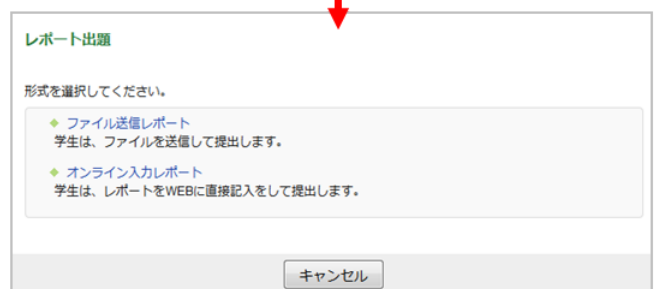 レポート出題
形式を選択してください。
ファイル送信レポート
学生は、ファイルを送信して提出します。
オンライン入力レポート
学生は、レポートをWEBに直接記入をして提出します。
キャンセル